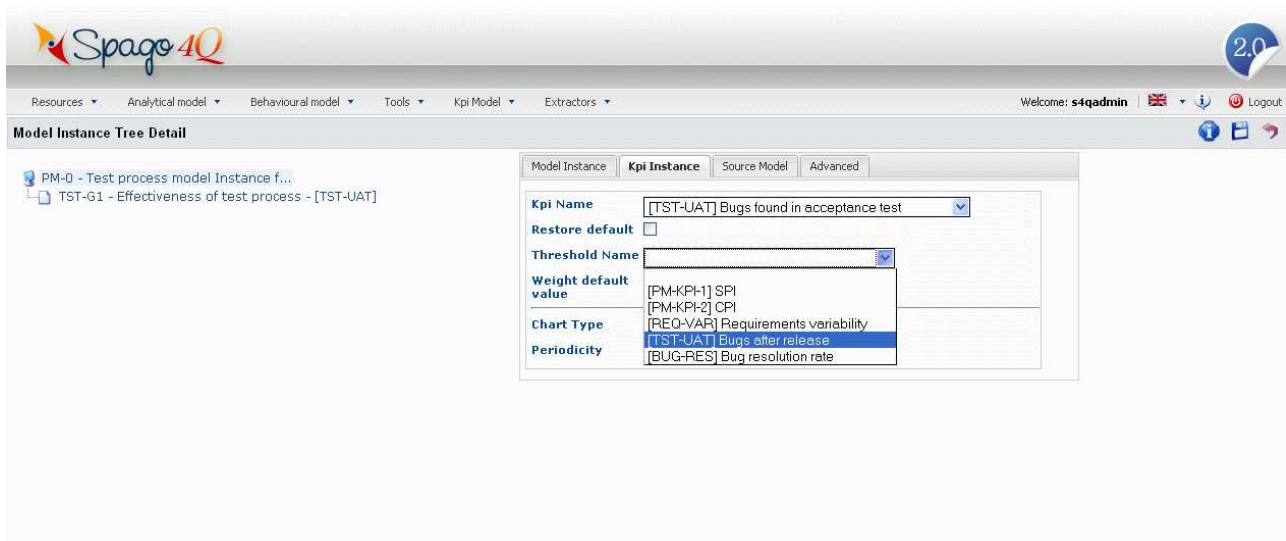 Spago 4Q
2.0
Resources Analytical model Behavioural model Tools Kpi Model Extractors Welcome: s4qadmin Logout
Model Instance Tree Detail
Model Instance Kpi Instance Source Model Advanced
PM-0 - Test process model Instance f...
TST-G1 - Effectiveness of test process - [TST-UAT]
Kpi Name [TST-UAT] Bugs found in acceptance test
Restore default
Threshold Name
Weight default
value
[PM-KPI-1] SPI
[PM-KPI-2] CPI
Chart Type [REQ-VAR] Requirements variability
[TST-UAT] Bugs after release
Periodicity [BUG-RES] Bug resolution rate